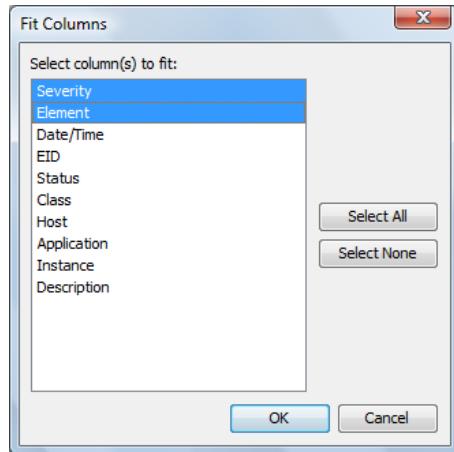 Fit Columns
Select column(s) to fit:
Severity
Element
Date/Time
EID
Status
Class
Host
Application
Instance
Description
Select All
Select None
OK
Cancel